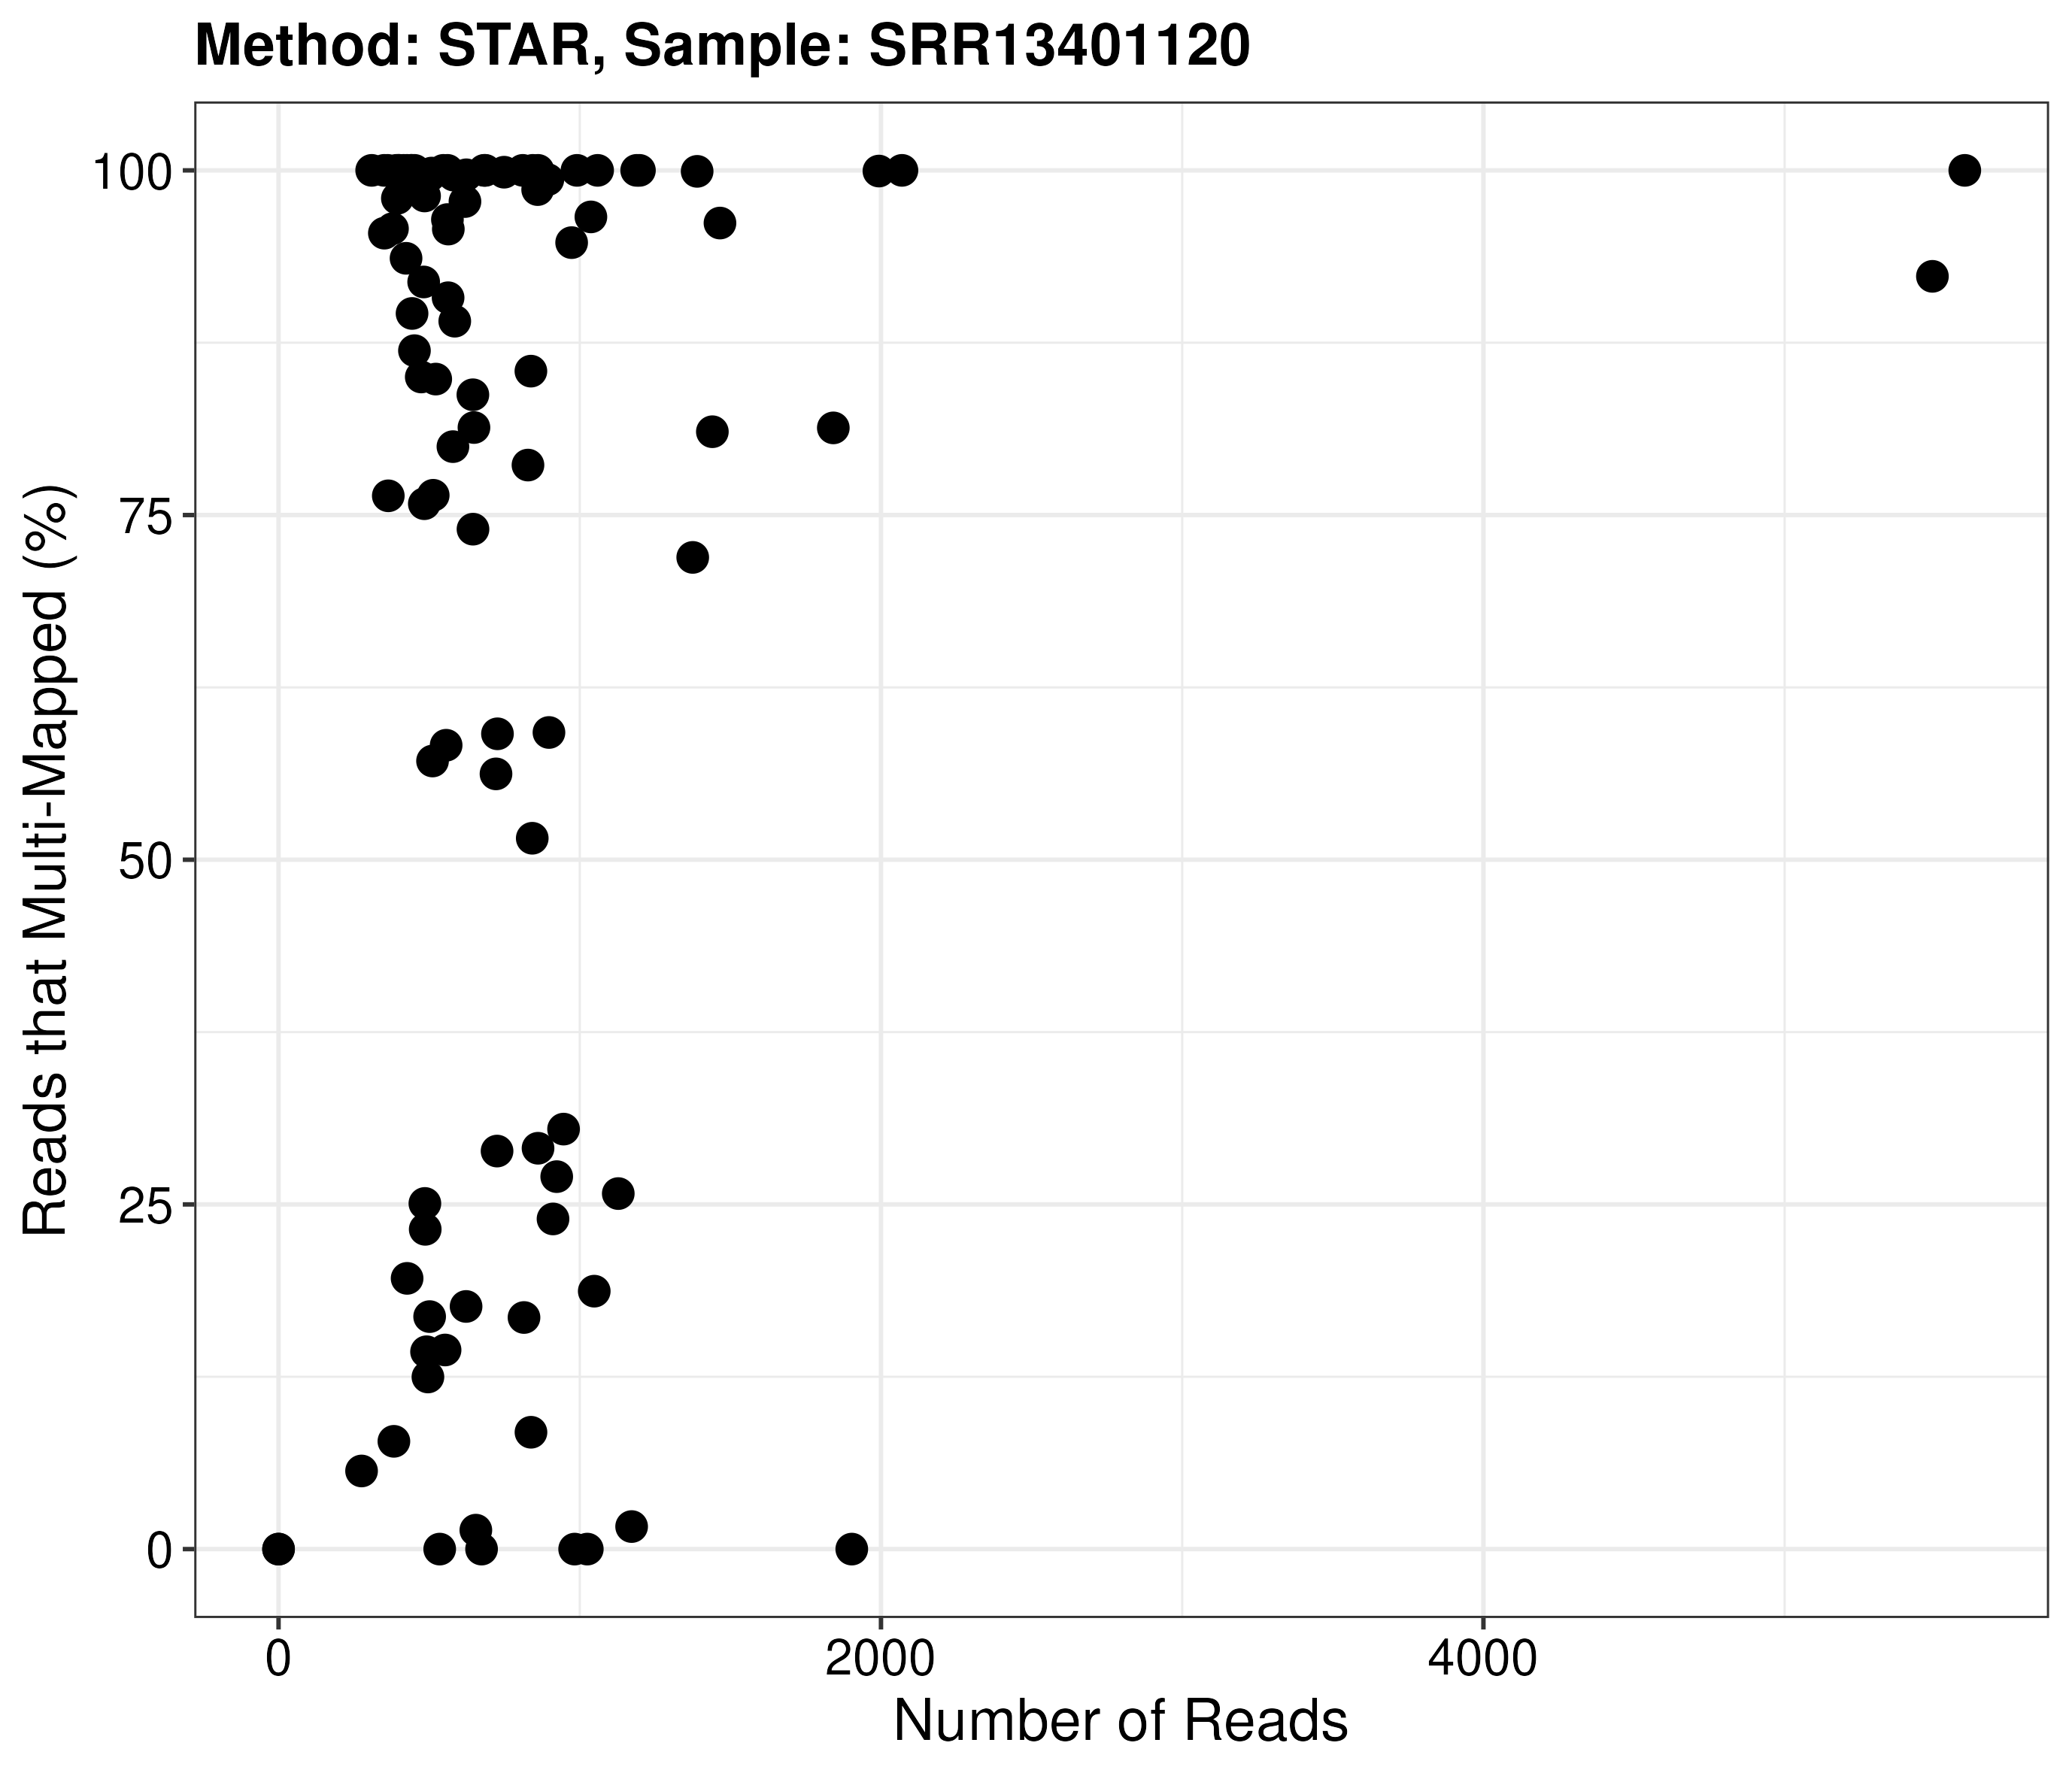 Method: STAR, Sample: SRR13401120
Reads that Multi-Mapped (%)
100
75
50
25
0
0 2000 4000
Number of Reads